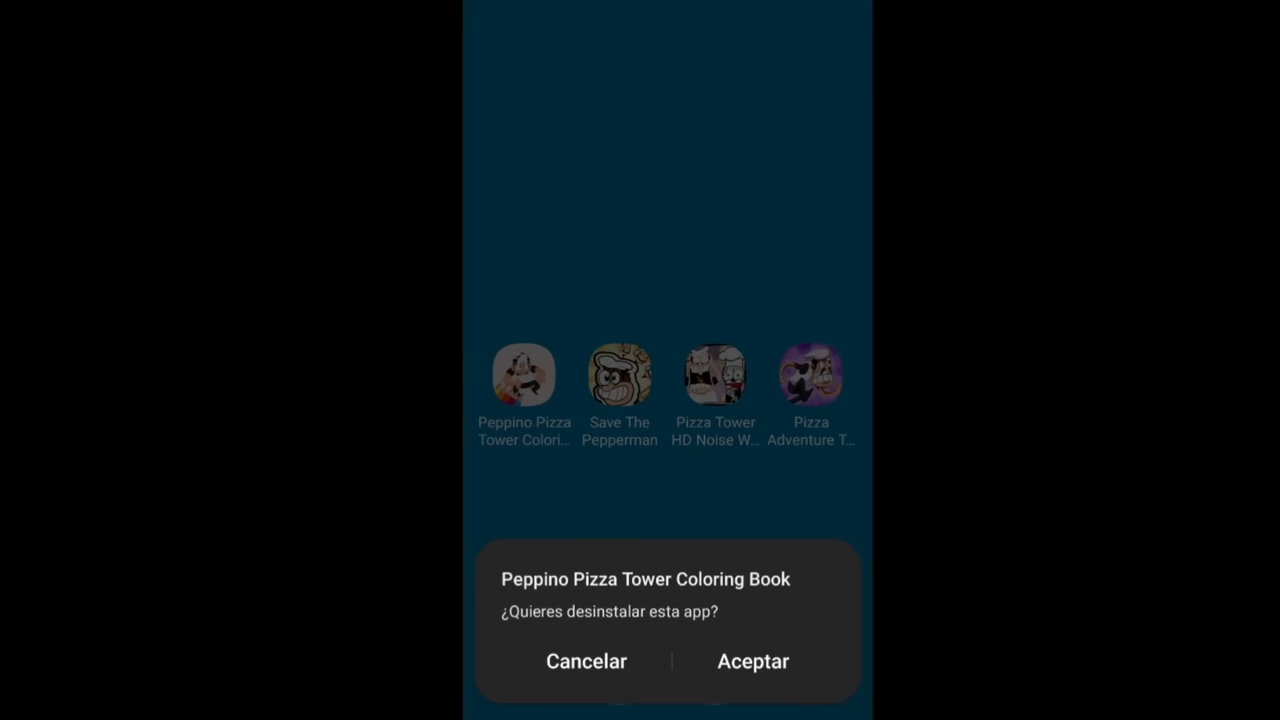 Peppino Pizza Tower Colori...
Save The Pepperman
Pizza Tower HD Noise W...
Pizza Adventure T...
Peppino Pizza Tower Coloring Book
¿Quieres desinstalar esta app?
Cancelar
Aceptar